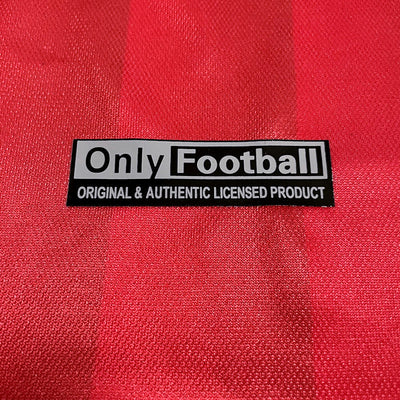 Only Football
ORIGINAL & AUTHENTIC LICENSED PRODUCT